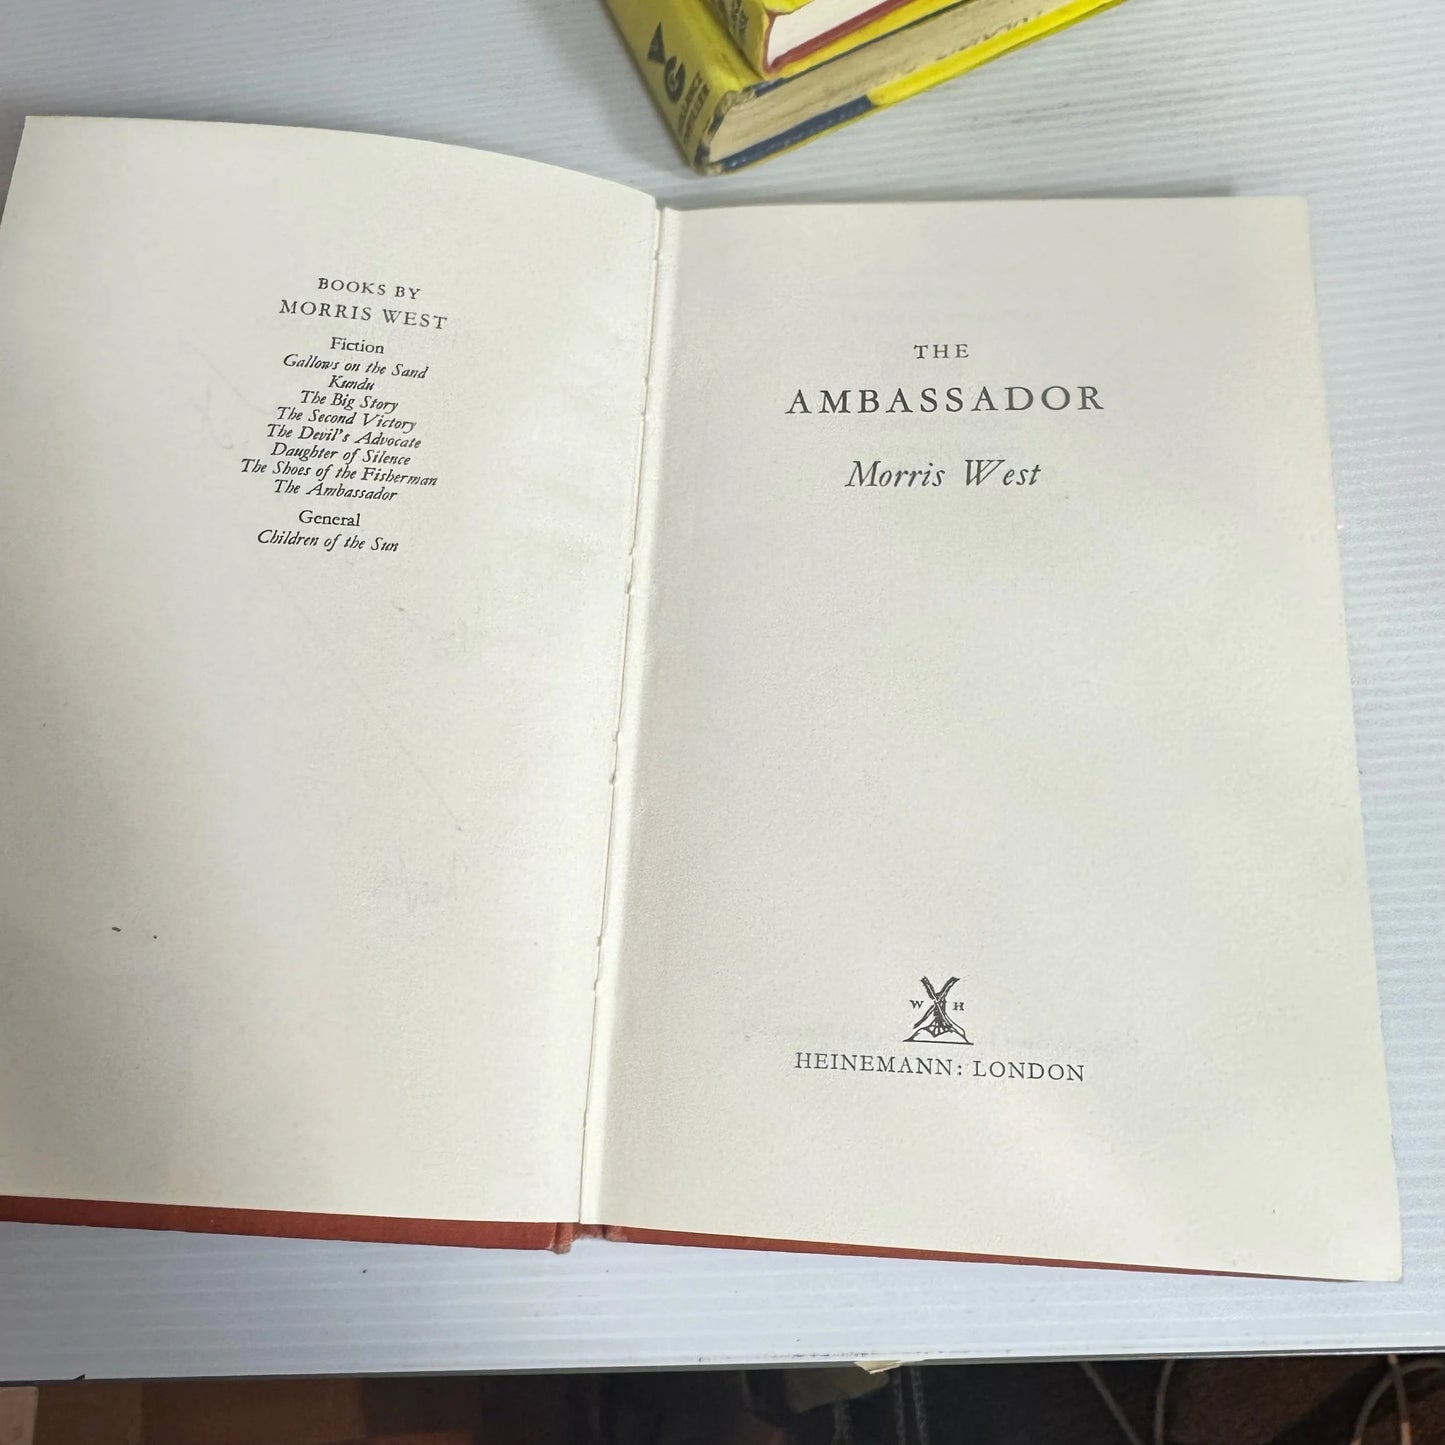 BOOKS BY
MORRIS WEST
Fiction
Gallows on the Sand
Kundu
The Big Story
The Second Victory
The Devil's Advocate
Daughter of Silence
The Shoes of the Fisherman
The Ambassador
General
Children of the Sun
THE
AMBASSADOR
Morris West
W H
HEINEMANN: LONDON